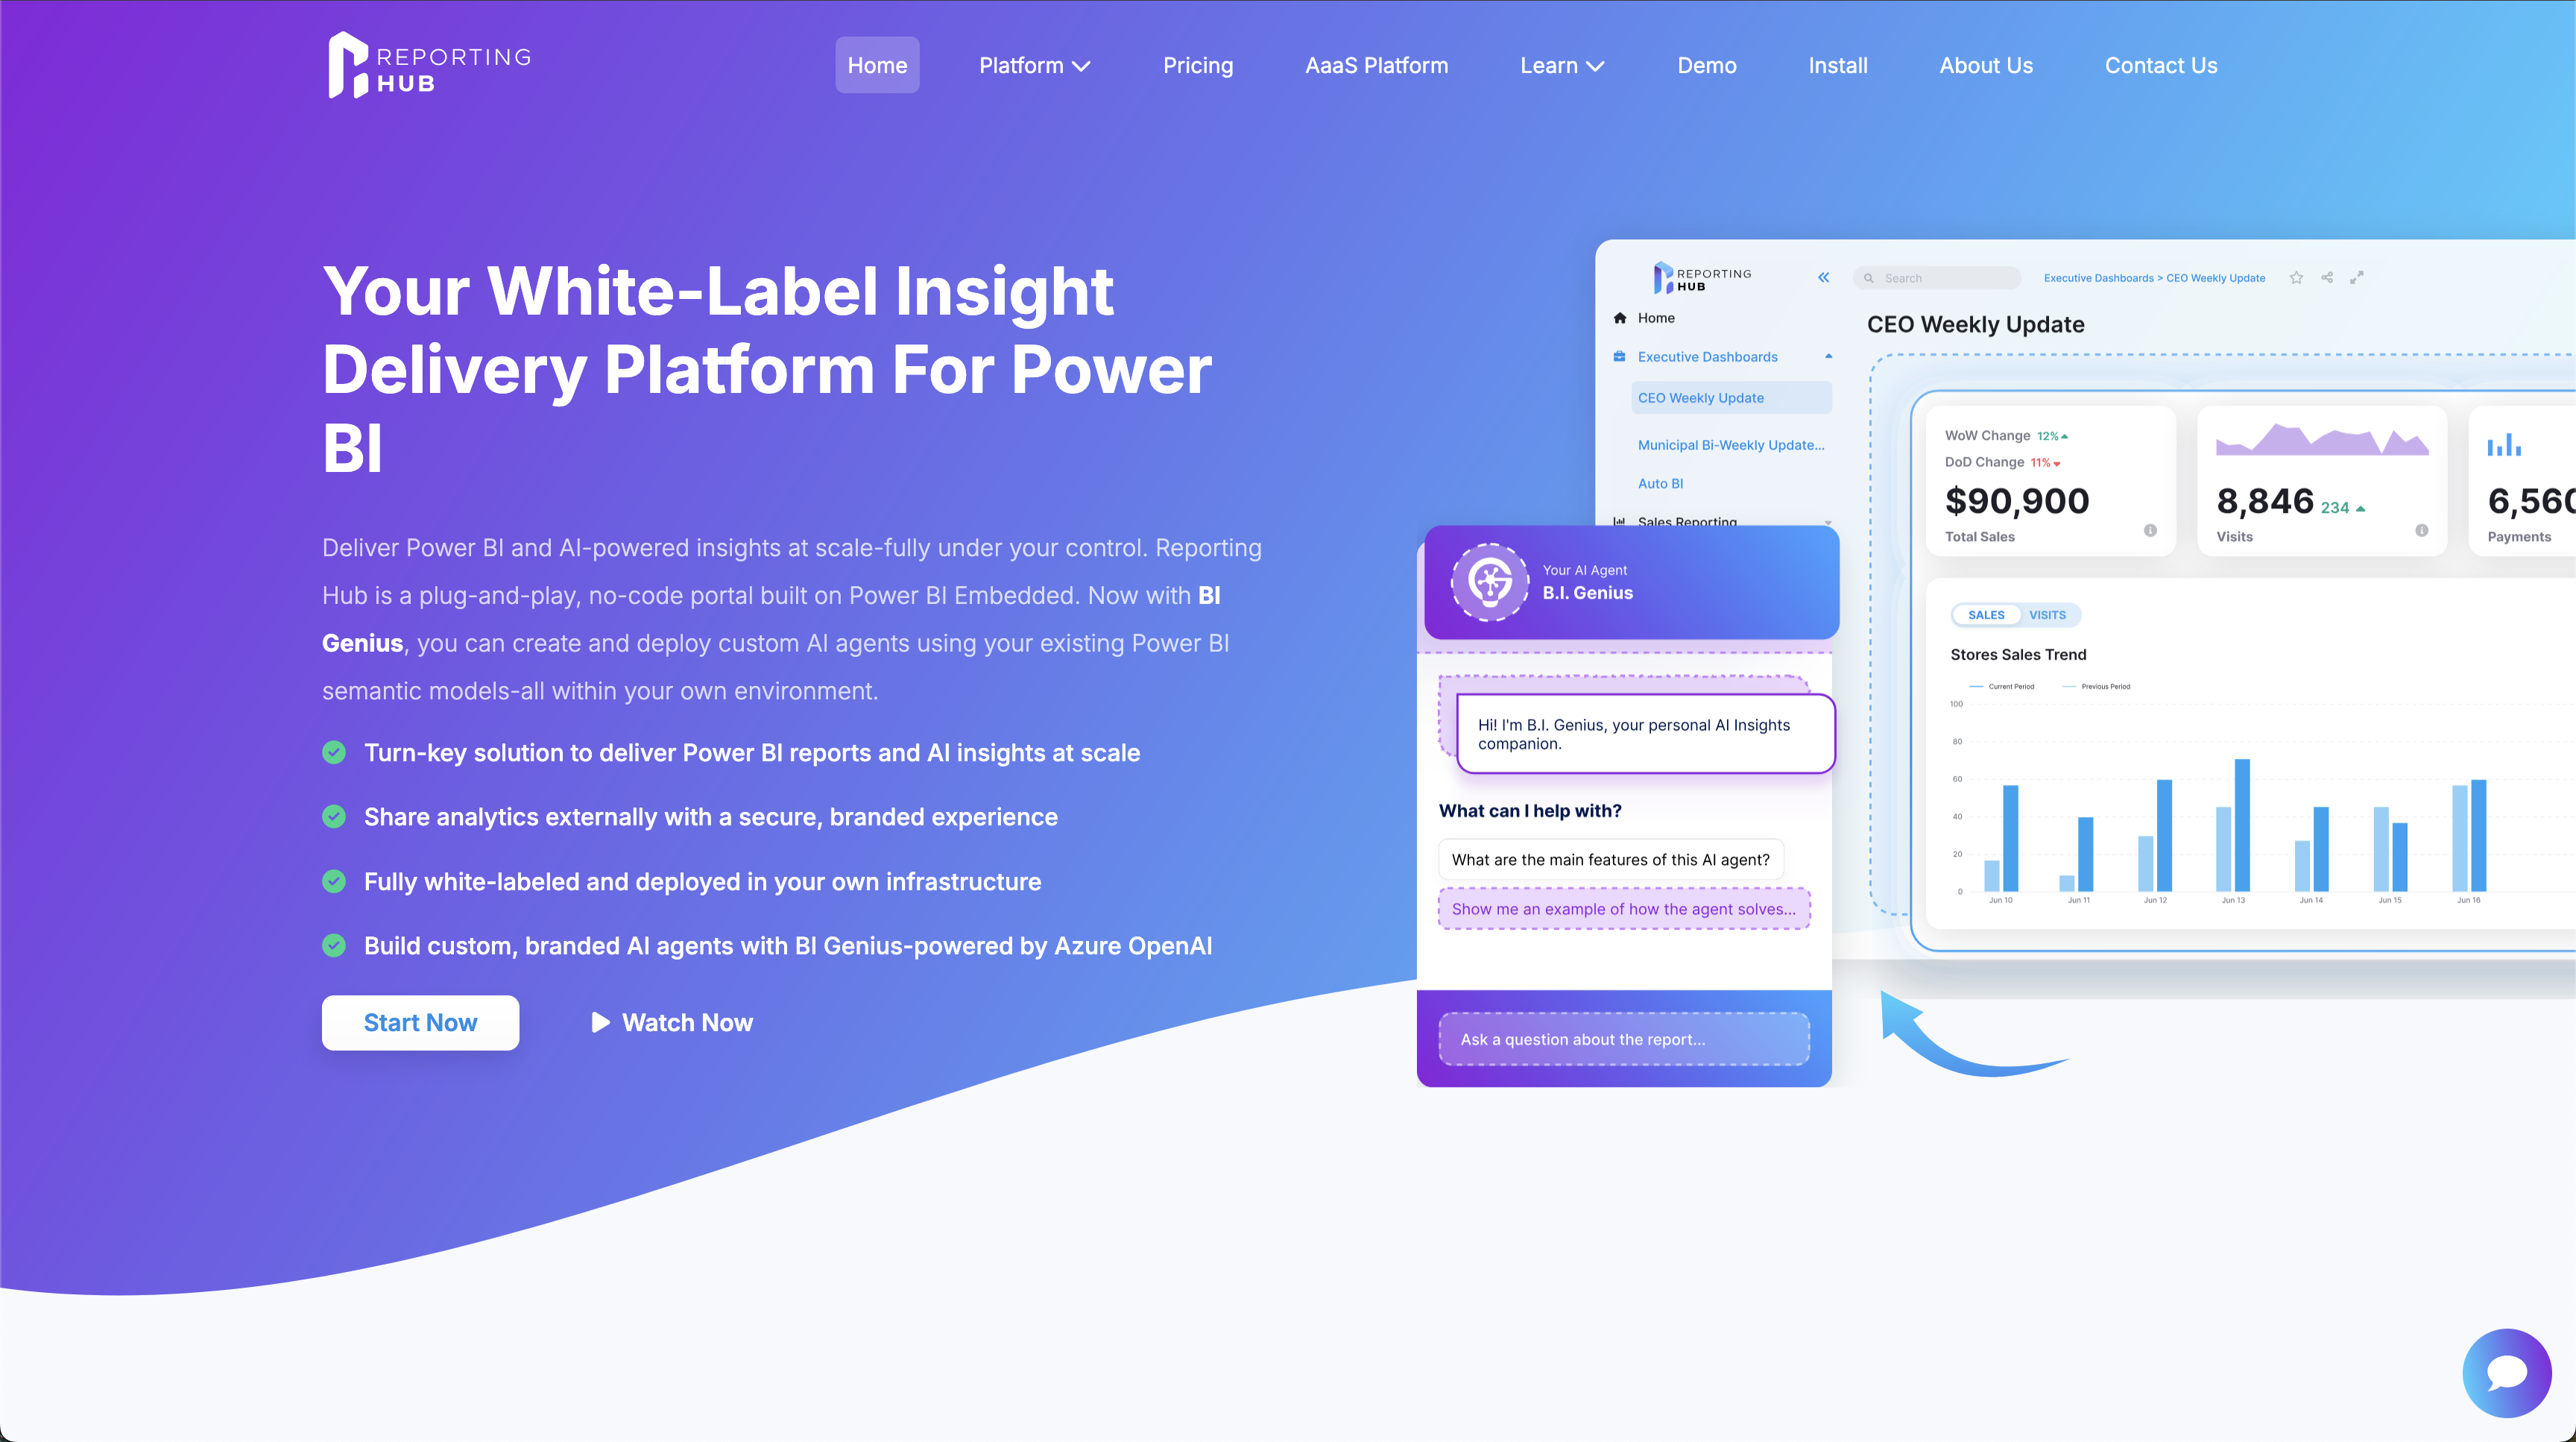 REPORTING
HUB
Home
Platform
Pricing
AaaS Platform
Learn
Demo
Install
About Us
Contact Us
Your White-Label Insight
Delivery Platform For Power
BI
Deliver Power BI and AI-powered insights at scale-fully under your control. Reporting
Hub is a plug-and-play, no-code portal built on Power BI Embedded. Now with BI
Genius, you can create and deploy custom AI agents using your existing Power BI
semantic models-all within your own environment.
Turn-key solution to deliver Power BI reports and AI insights at scale
Share analytics externally with a secure, branded experience
Fully white-labeled and deployed in your own infrastructure
Build custom, branded AI agents with BI Genius-powered by Azure OpenAI
Start Now
Watch Now
REPORTING
HUB
Search
Executive Dashboards > CEO Weekly Update
Home
Executive Dashboards
CEO Weekly Update
Municipal Bi-Weekly Update...
Auto BI
Sales Reporting
CEO Weekly Update
WoW Change 12%
DoD Change 11%
$90,900
Total Sales
8,846 234
Visits
6,560
Payments
SALES
VISITS
Stores Sales Trend
Current Period
Previous Period
100
80
60
40
20
0
Jun 10
Jun 11
Jun 12
Jun 13
Jun 14
Jun 15
Jun 16
Your AI Agent
B.I. Genius
Hi! I'm B.I. Genius, your personal AI Insights
companion.
What can I help with?
What are the main features of this AI agent?
Show me an example of how the agent solves...
Ask a question about the report...